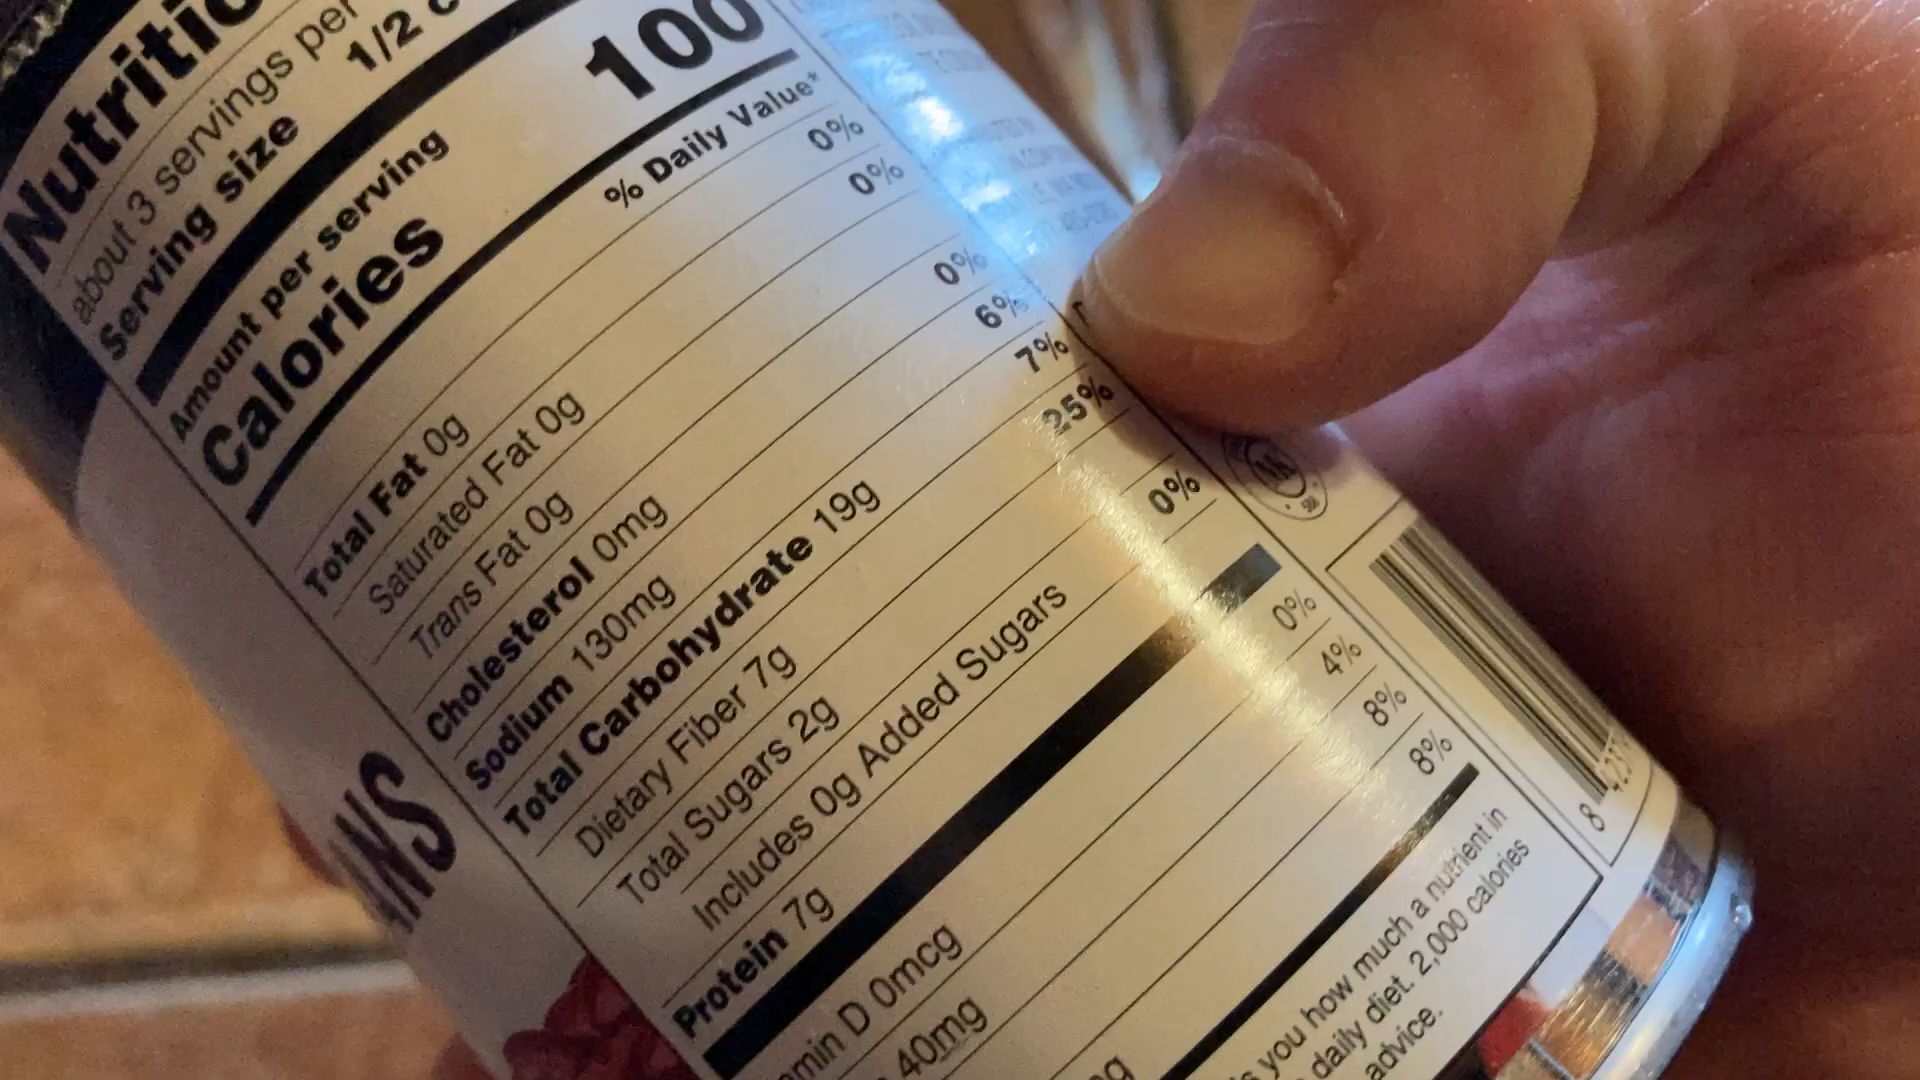 Nutritio
about 3 servings per
Serving size 1/2 c
Amount per serving
Calories 100
% Daily Value*
Total Fat 0g 0%
Saturated Fat 0g 0%
Trans Fat 0g
Cholesterol 0mg 0%
Sodium 130mg 6%
Total Carbohydrate 19g 7%
Dietary Fiber 7g 25%
Total Sugars 2g
Includes 0g Added Sugars 0%
Protein 7g
amin D 0mcg 0%
40mg 4%
8%
8%
s you how much a nutrient in
daily diet. 2,000 calories
advice.
ANS
8